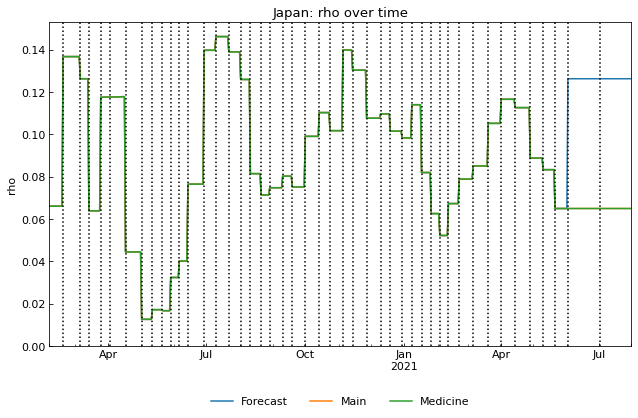 Japan: rho over time
0.14
0.12
0.10
0.08
0.06
0.04
0.02
0.00
rho
Apr Jul Oct Jan Apr Jul
2021
Forecast Main Medicine